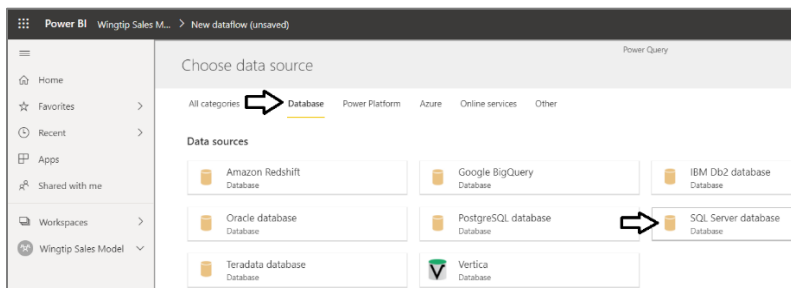 Power BI Wingtip Sales M... > New dataflow (unsaved)
Power Query
Choose data source
Home
Favorites
Recent
Apps
Shared with me
Workspaces
Wingtip Sales Model
All categories Database Power Platform Azure Online services Other
Data sources
Amazon Redshift
Database
Google BigQuery
Database
IBM Db2 database
Database
Oracle database
Database
PostgreSQL database
Database
SQL Server database
Database
Teradata database
Database
Vertica
Database